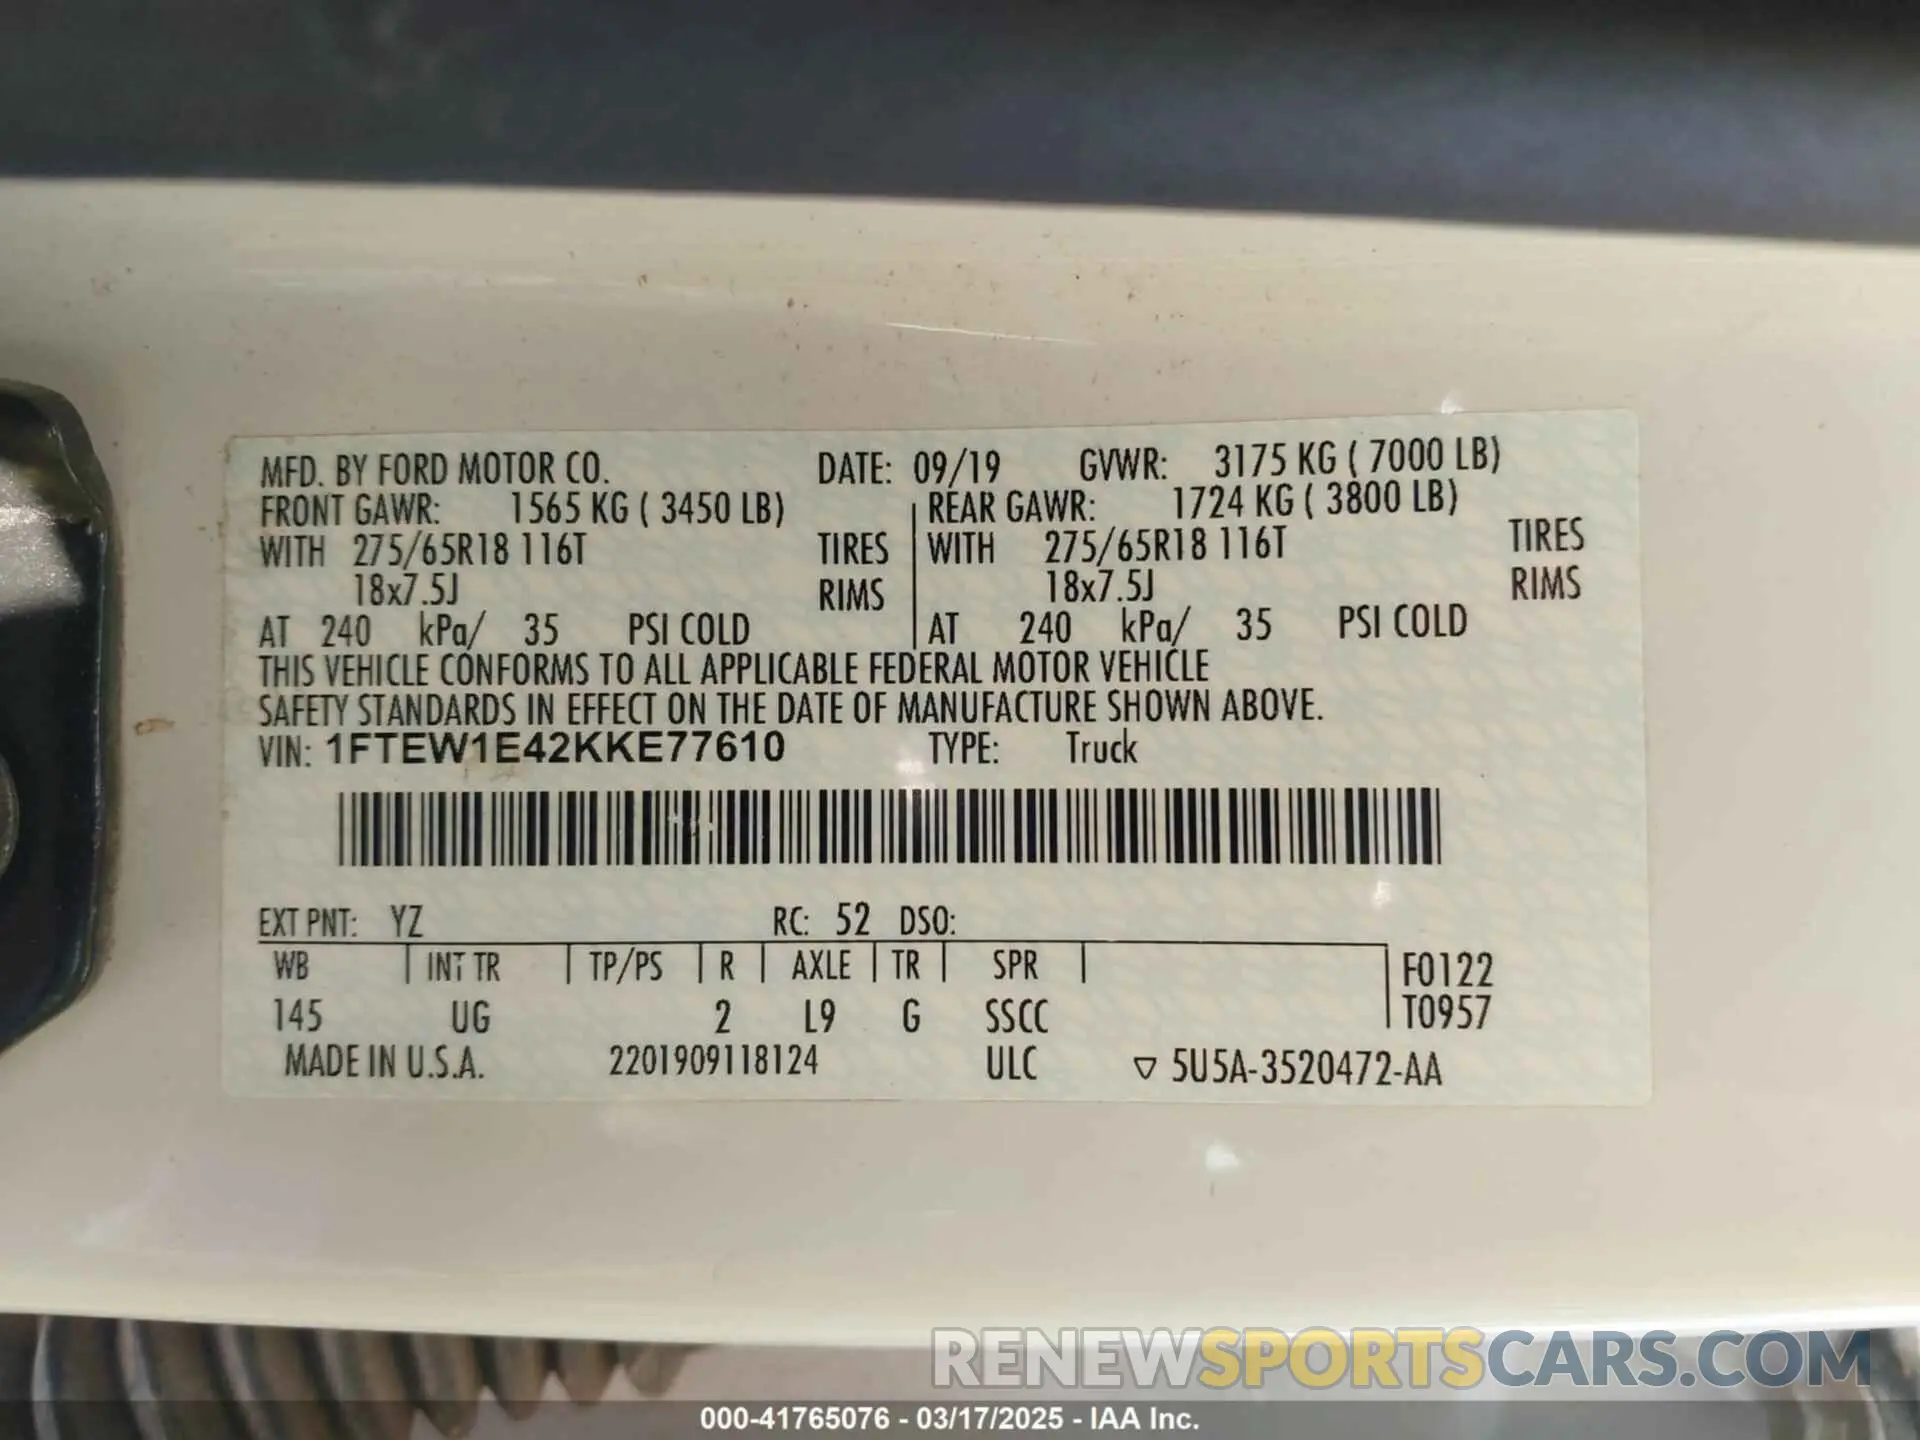 MFD. BY FORD MOTOR CO. DATE: 09/19 GVWR: 3175 KG ( 7000 LB)
FRONT GAWR: 1565 KG ( 3450 LB) REAR GAWR: 1724 KG ( 3800 LB)
WITH 275/65R18 116T TIRES WITH 275/65R18 116T TIRES
18x7.5J RIMS 18x7.5J RIMS
AT 240 kPa/ 35 PSI COLD AT 240 kPa/ 35 PSI COLD
THIS VEHICLE CONFORMS TO ALL APPLICABLE FEDERAL MOTOR VEHICLE
SAFETY STANDARDS IN EFFECT ON THE DATE OF MANUFACTURE SHOWN ABOVE.
VIN: 1FTEW1E42KKE77610 TYPE: Truck
EXT PNT: YZ RC: 52 DSO:
WB INT TR TP/PS R AXLE TR SPR F0122
145 UG 2 L9 G SSCC T0957
MADE IN U.S.A. 2201909118124 ULC ▽ 5U5A-3520472-AA
RENEWSPORTSCARS.COM
000-41765076 - 03/17/2025 - IAA Inc.